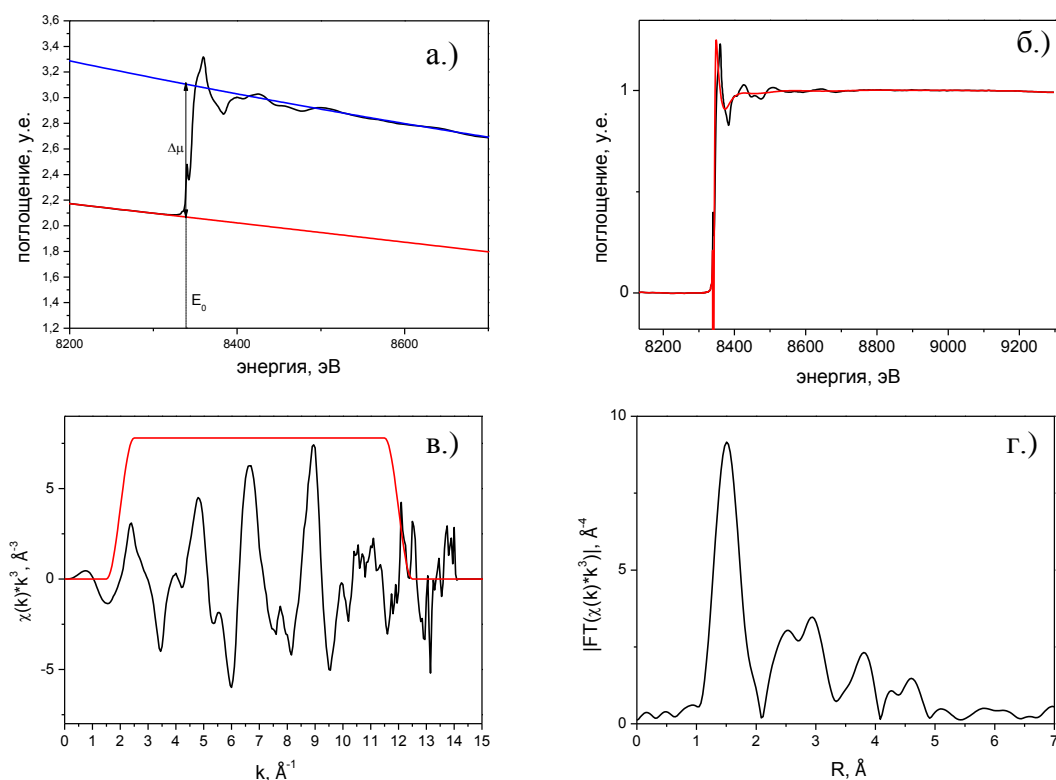 а.)
поглощение, у.е.
3,6
3,4
3,2
3,0
2,8
2,6
2,4
2,2
2,0
1,8
1,6
1,4
1,2
Δμ
E₀
8200 8400 8600
энергия, эВ
б.)
поглощение, у.е.
1
0
8200 8400 8600 8800 9000 9200
энергия, эВ
в.)
χ(k)*k³, Å⁻³
5
0
-5
0 1 2 3 4 5 6 7 8 9 10 11 12 13 14 15
k, Å⁻¹
г.)
|FT(χ(k)*k³)|, Å⁻⁴
10
5
0
0 1 2 3 4 5 6 7
R, Å